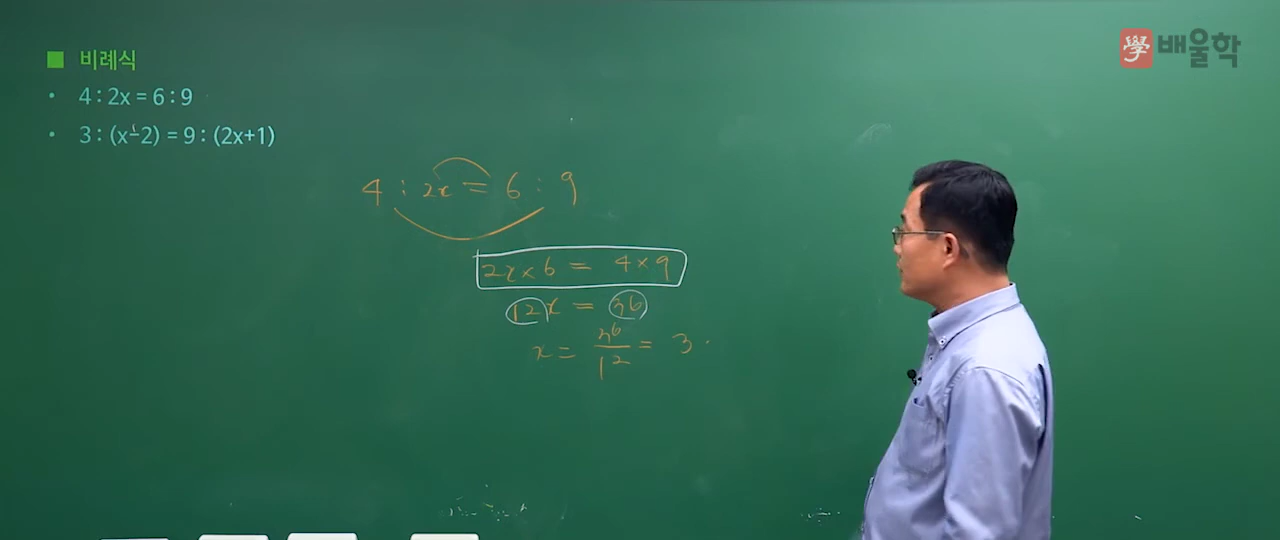 學 배울학
■ 비례식
• 4 : 2x = 6 : 9
• 3 : (x-2) = 9 : (2x+1)
4 : 2x = 6 : 9
2x × 6 = 4 × 9
12x = 36
x = 36/12 = 3